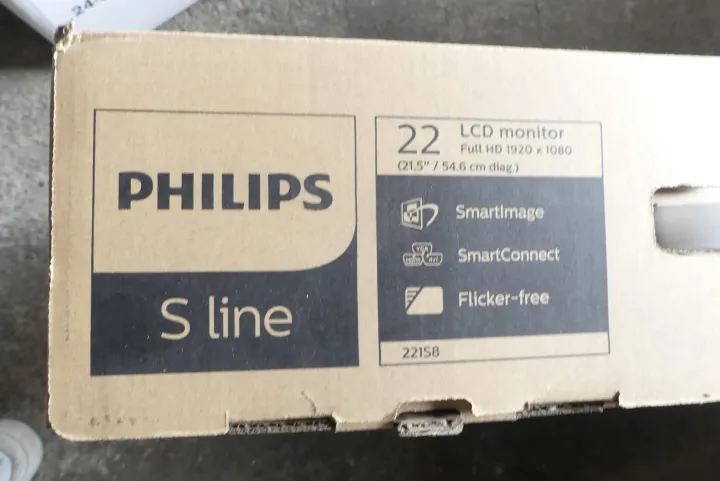 PHILIPS
S line
22
LCD monitor
Full HD 1920 x 1080
(21.5" / 54.6 cm diag.)
SmartImage
SmartConnect
Flicker-free
221S8